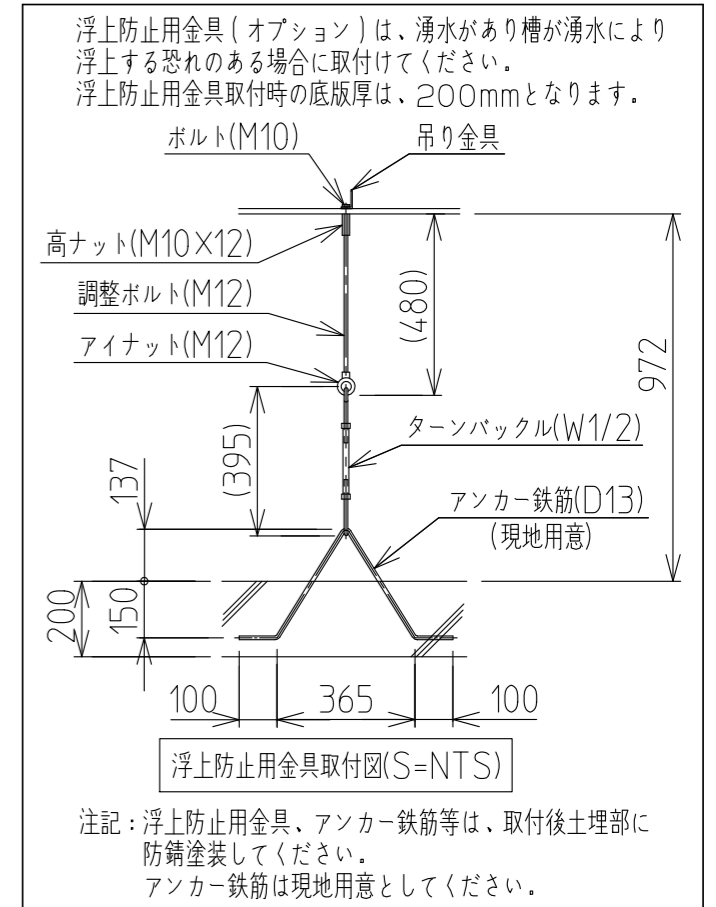 浮上防止用金具(オプション)は、湧水があり槽が湧水により
浮上する恐れのある場合に取付けてください。
浮上防止用金具取付時の底版厚は、200mmとなります。
ボルト(M10)
吊り金具
高ナット(M10X12)
調整ボルト(M12)
アイナット(M12)
(480)
972
(395)
ターンバックル(W1/2)
137
アンカー鉄筋(D13)
(現地用意)
200
150
100
365
100
浮上防止用金具取付図(S=NTS)
注記:浮上防止用金具、アンカー鉄筋等は、取付後土埋部に
防錆塗装してください。
アンカー鉄筋は現地用意としてください。